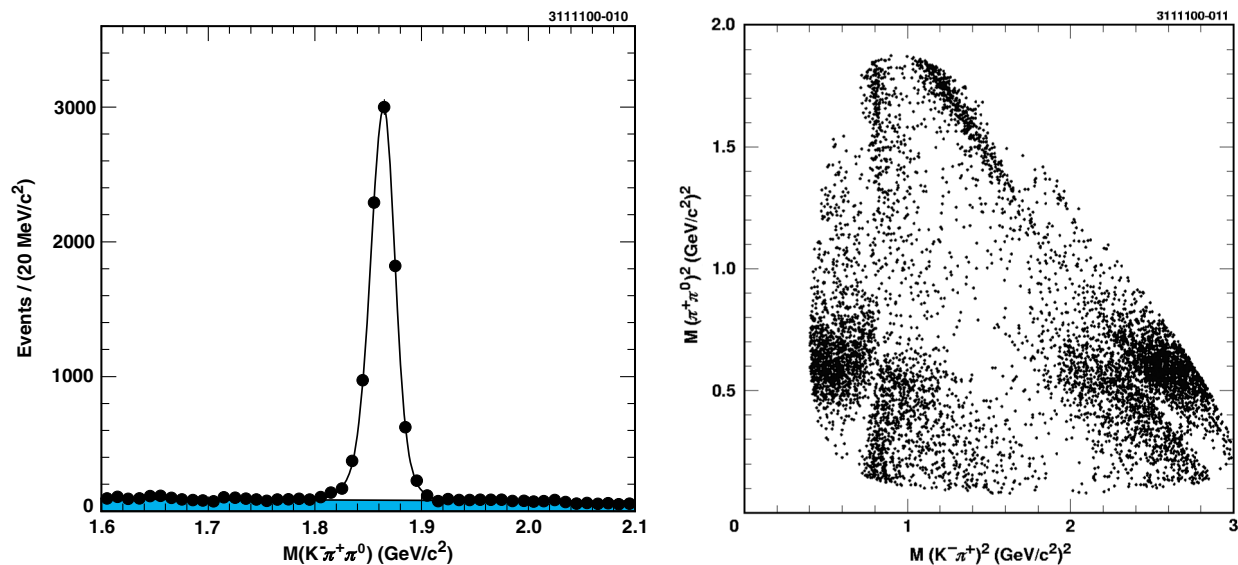 3111100-010
3000
2000
1000
0
Events / (20 MeV/c²)
1.6 1.7 1.8 1.9 2.0 2.1
M(K⁻π⁺π⁰) (GeV/c²)
3111100-011
2.0
1.5
1.0
0.5
M (π⁺π⁰)² (GeV/c²)²
0 1 2 3
M (K⁻π⁺)² (GeV/c²)²